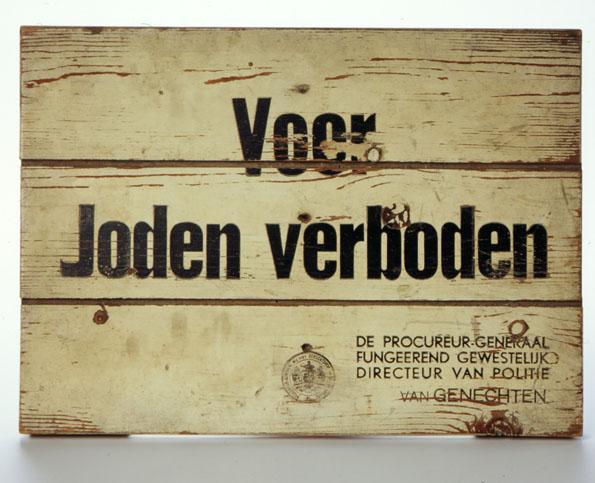 Voor
Joden verboden
DE PROCUREUR-GENERAAL
FUNGEEREND GEWESTELIJK
DIRECTEUR VAN POLITIE
VAN GENECHTEN